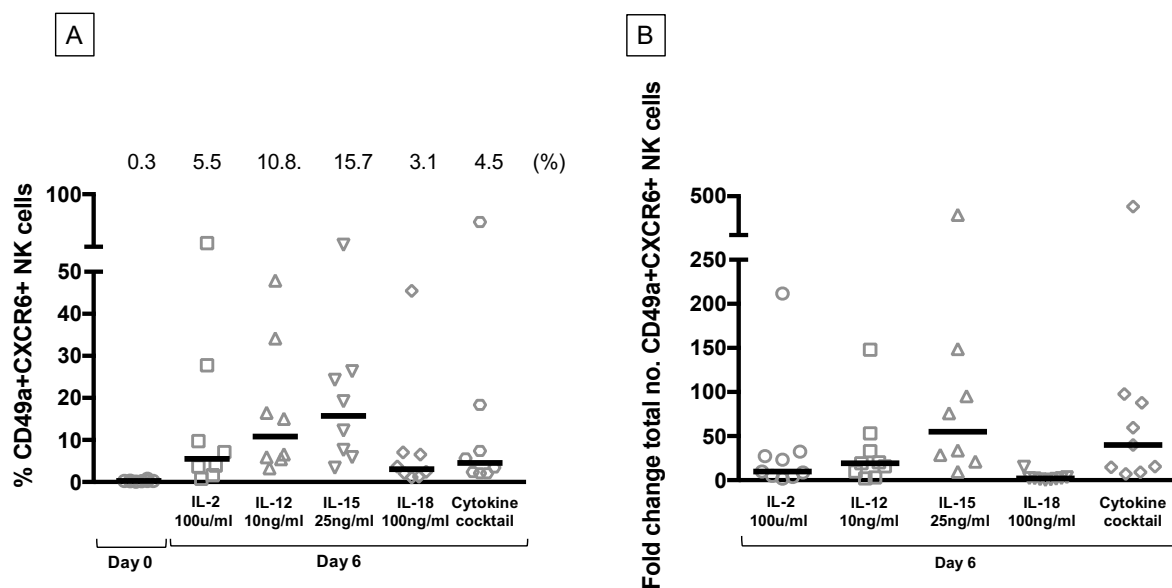 A
0.3 5.5 10.8. 15.7 3.1 4.5 (%)
% CD49a+CXCR6+ NK cells
100
50
40
30
20
10
0
IL-2 IL-12 IL-15 IL-18 Cytokine
100u/ml 10ng/ml 25ng/ml 100ng/ml cocktail
Day 0 Day 6
B
Fold change total no. CD49a+CXCR6+ NK cells
500
250
200
150
100
50
0
IL-2 IL-12 IL-15 IL-18 Cytokine
100u/ml 10ng/ml 25ng/ml 100ng/ml cocktail
Day 6